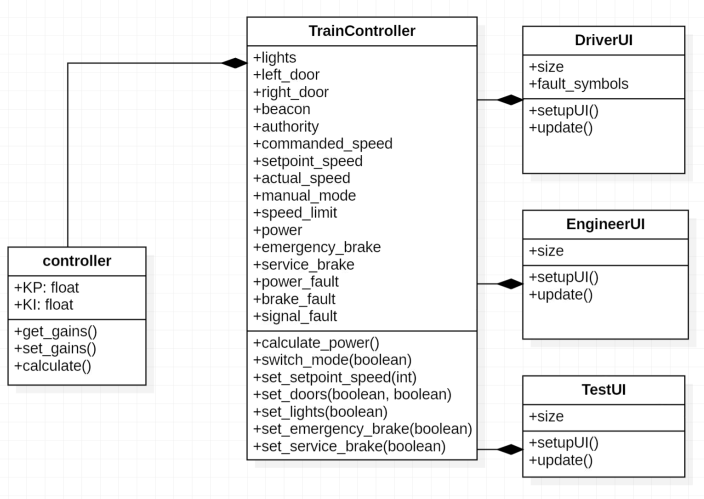 TrainController
+lights
+left_door
+right_door
+beacon
+authority
+commanded_speed
+setpoint_speed
+actual_speed
+manual_mode
+speed_limit
+power
+emergency_brake
+service_brake
+power_fault
+brake_fault
+signal_fault
+calculate_power()
+switch_mode(boolean)
+set_setpoint_speed(int)
+set_doors(boolean, boolean)
+set_lights(boolean)
+set_emergency_brake(boolean)
+set_service_brake(boolean)
controller
+KP: float
+KI: float
+get_gains()
+set_gains()
+calculate()
DriverUI
+size
+fault_symbols
+setupUI()
+update()
EngineerUI
+size
+setupUI()
+update()
TestUI
+size
+setupUI()
+update()